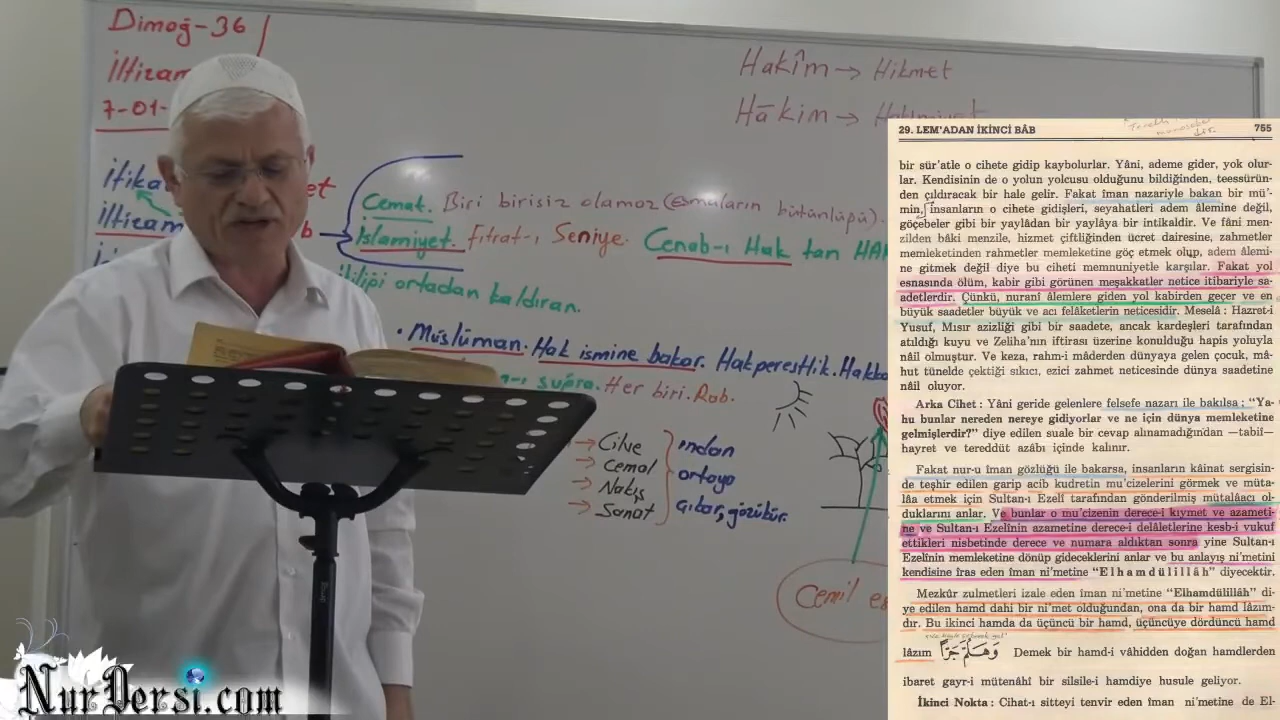 Dimoğ-36
İltizam
7-01-
Hakîm → Hikmet
Hākim → Hakimiyet
İtika
et
İltizam
b
Cemat. Biri birisiz olamaz (esmaların bütünlüğü).
İslamiyet. Fıtrat-ı Seniye. Cenab-ı Hak tan HAK
ortadan kaldıran.
• Müslüman. Hak ismine bakar. Hakperestlik. Hakka
Her biri. Rab.
→ Cilve
→ Cemal
→ Nakış
→ Sanat
ortaya
çıkar, gözükür.
Cemil es
29. LEM'ADAN İKİNCİ BÂB
755
bir sür'atle o cihete gidip kaybolurlar. Yâni, ademe gider, yok olur-
lar. Kendisinin de o yolun yolcusu olduğunu bildiğinden, teessürün-
den çıldıracak bir hale gelir. Fakat îman nazariyle bakan bir mü'-
min, insanların o cihete gidişleri, seyahatleri adem âlemine değil,
göçebeler gibi bir yaylâdan bir yaylâya bir intikaldir. Ve fâni men-
zilden bâki menzile, hizmet çiftliğinden ücret dairesine, zahmetler
memleketinden rahmetler memleketine göç etmek olup, adem âlemi-
ne gitmek değil diye bu ciheti memnuniyetle karşılar. Fakat yol
esnasında ölüm, kabir gibi görünen meşakkatler netice itibariyle sa-
adetlerdir. Çünkü, nuranî âlemlere giden yol kabirden geçer ve en
büyük saadetler büyük ve acı felâketlerin neticesidir. Meselâ : Hazret-i
Yusuf, Mısır azizliği gibi bir saadete, ancak kardeşleri tarafından
atıldığı kuyu ve Zeliha'nın iftirası üzerine konulduğu hapis yoluyla
nâil olmuştur. Ve keza, rahm-ı mâderden dünyaya gelen çocuk, mâ-
hut tünelde çektiği sıkıcı, ezici zahmet neticesinde dünya saadetine
nâil oluyor.
Arka Cihet : Yâni geride gelenlere felsefe nazarı ile bakılsa ; "Ya-
hu bunlar nereden nereye gidiyorlar ve ne için dünya memleketine
gelmişlerdir?" diye edilen suale bir cevap alınamadığından —tabiî—
hayret ve tereddüt azâbı içinde kalınır.
Fakat nur-u îman gözlüğü ile bakarsa, insanların kâinat sergisin-
de teşhir edilen garip acib kudretin mu'cizelerini görmek ve müta-
lâa etmek için Sultan-ı Ezelî tarafından gönderilmiş mütalâacı ol-
duklarını anlar. Ve bunlar o mu'cizenin derece-i kıymet ve azameti-
ne ve Sultan-ı Ezelînin azametine derece-i delâletlerine kesb-i vukuf
ettikleri nisbetinde derece ve numara aldıktan sonra yine Sultan-ı
Ezelînin memleketine dönüp gideceklerini anlar ve bu anlayış ni'metini
kendisine îras eden îman ni'metine "Elhamdülillâh" diyecektir.
Mezkûr zulmetleri izale eden îman ni'metine "Elhamdülillâh" di-
ye edilen hamd dahi bir ni'met olduğundan, ona da bir hamd lâzım-
dır. Bu ikinci hamda da üçüncü bir hamd, üçüncüye dördüncü hamd
lâzım وَهَلُمَّ جَرًّا Demek bir hamd-i vâhidden doğan hamdlerden
ibaret gayr-i mütenâhî bir silsile-i hamdiye husule geliyor.
İkinci Nokta : Cihat-ı sitteyi tenvir eden îman ni'metine de El-
NurDersi.com